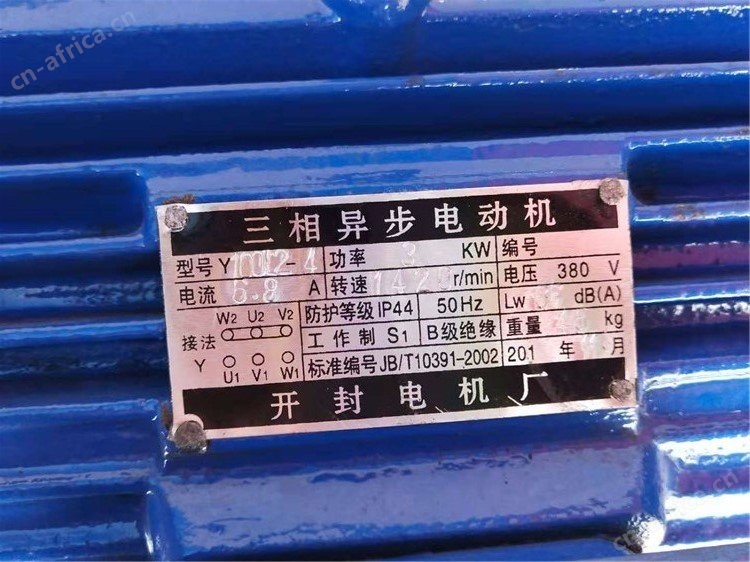 cn-africa.cn
三相异步电动机
型号 Y100L2-4 功率 3 KW 编号
电流 6.8 A 转速 142 r/min 电压 380 V
W2 U2 V2 防护等级 IP44 50Hz Lw dB(A)
接法 工作制 S1 B级绝缘 重量 kg
Y U1 V1 W1 标准编号 JB/T10391-2002 201 年 月
开封电机厂